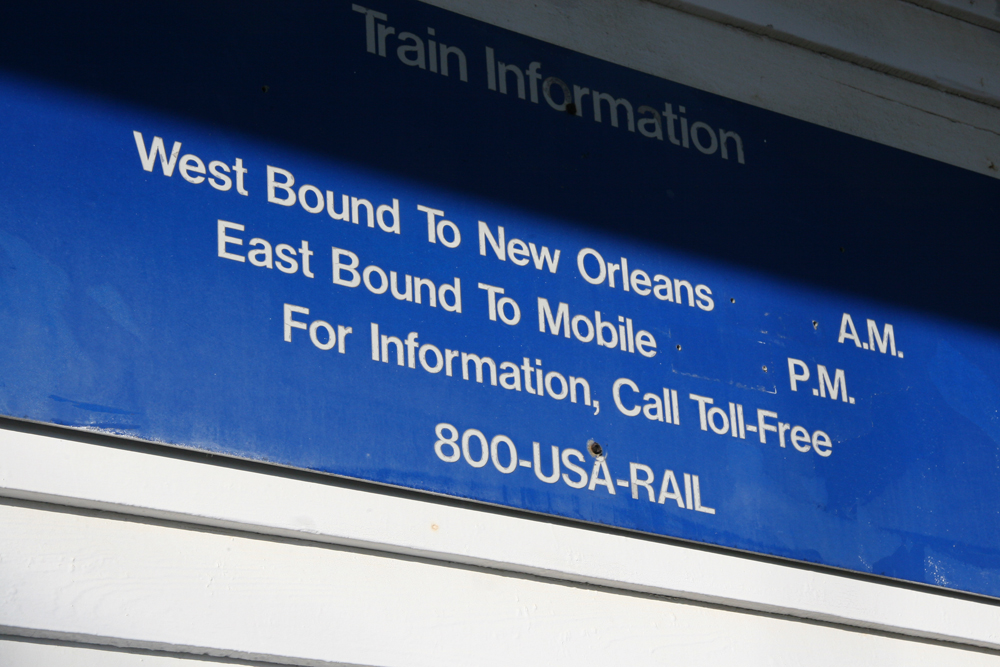 Train Information
West Bound To New Orleans A.M.
East Bound To Mobile P.M.
For Information, Call Toll-Free
800-USA-RAIL